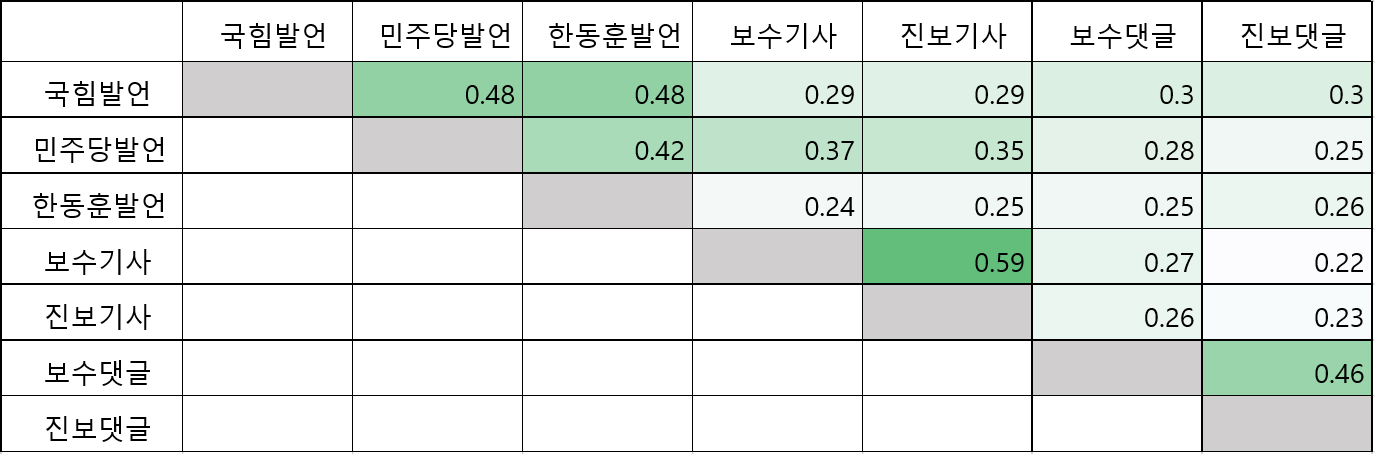 국힘발언 민주당발언 한동훈발언 보수기사 진보기사 보수댓글 진보댓글
국힘발언 0.48 0.48 0.29 0.29 0.3 0.3
민주당발언 0.42 0.37 0.35 0.28 0.25
한동훈발언 0.24 0.25 0.25 0.26
보수기사 0.59 0.27 0.22
진보기사 0.26 0.23
보수댓글 0.46
진보댓글